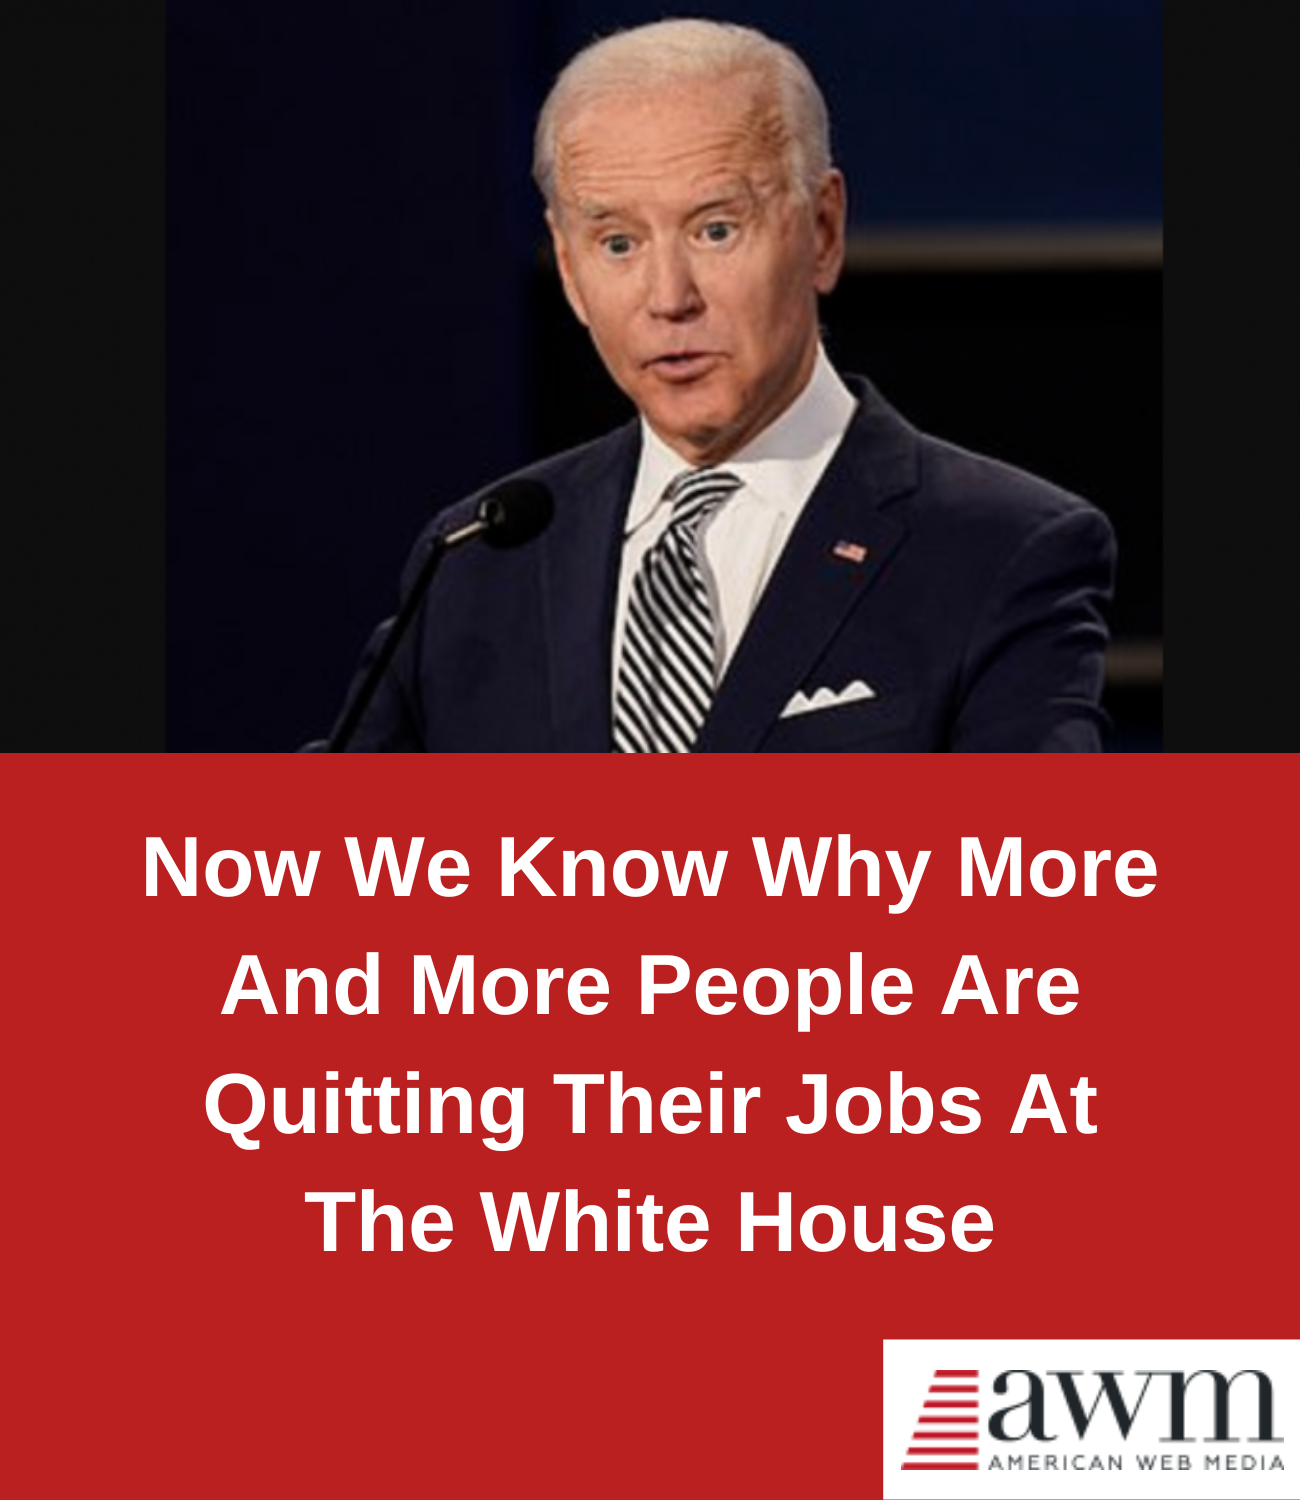 Now We Know Why More
And More People Are
Quitting Their Jobs At
The White House
awm
AMERICAN WEB MEDIA